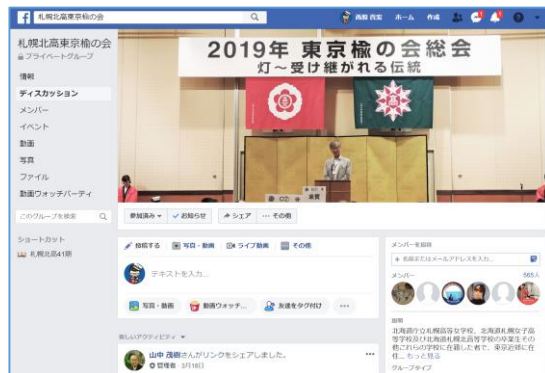 札幌北高東京楡の会
ホーム
作成
札幌北高東京楡の会
プライベートグループ
情報
ディスカッション
メンバー
イベント
動画
写真
ファイル
動画ウォッチパーティ
このグループを検索
ショートカット
札幌北高41期
2019年 東京楡の会総会
灯～受け継がれる伝統
参加済み
お知らせ
シェア
その他
投稿する
写真・動画
ライブ動画
その他
テキストを入力...
写真・動画
動画ウォッチ...
友達をタグ付け
新しいアクティビティ
山中 茂樹さんがリンクをシェアしました。
管理者・3月18日
メンバーを招待
+ 名前またはメールアドレスを入力...
メンバー
565人
説明
北海道庁立札幌高等女学校、北海道札幌女子高
等学校及び北海道札幌北高等学校の卒業生その
他これらの学校に在籍した者で、東京近郊に在
住... もっと見る
グループタイプ